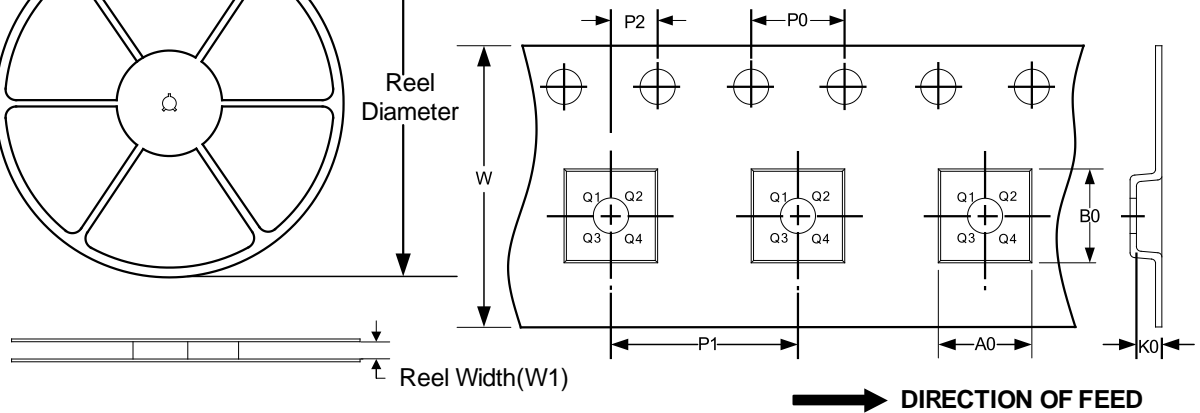 P2
P0
Reel
Diameter
W
Q1 Q2
Q3 Q4
Q1 Q2
Q3 Q4
Q1 Q2
Q3 Q4
B0
P1
A0
K0
Reel Width(W1)
DIRECTION OF FEED